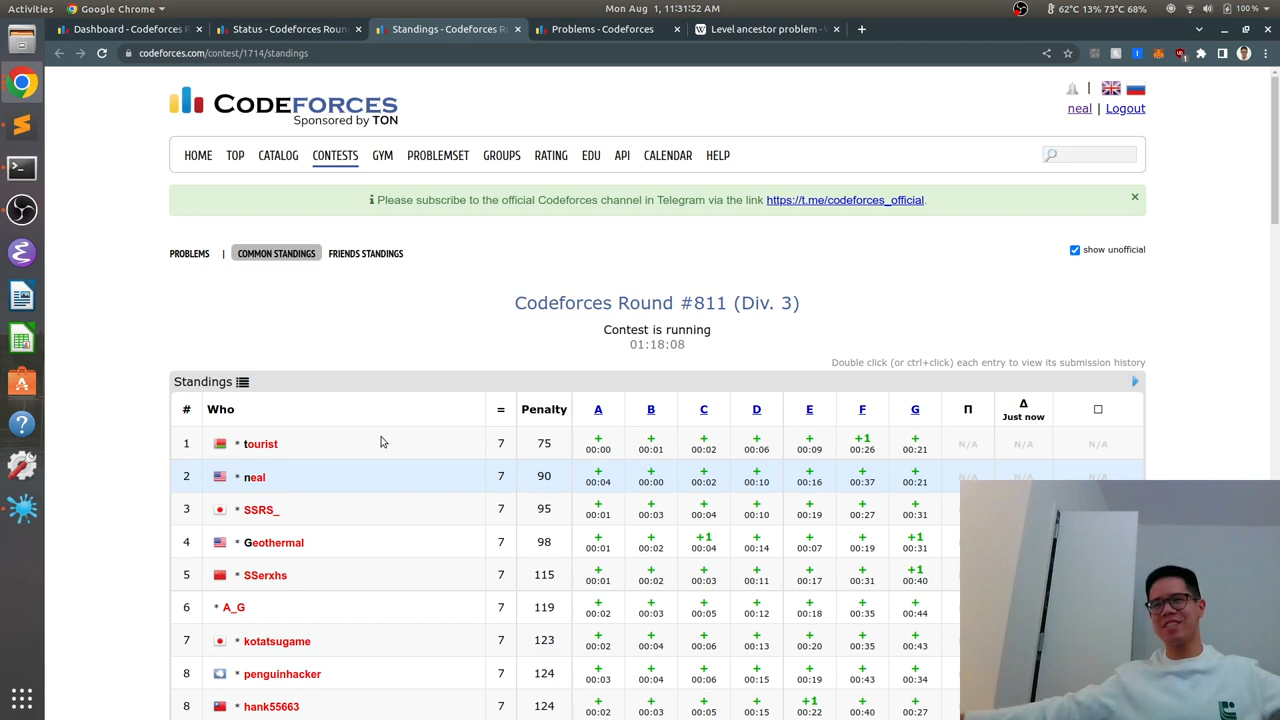 Activities Google Chrome Mon Aug 1, 11:31:52 AM 62°C 13% 73°C 68% 100 %
Dashboard - Codeforces R × Status - Codeforces Roun × Standings - Codeforces R × Problems - Codeforces × Level ancestor problem - W × +
codeforces.com/contest/1714/standings
CODEFORCES
Sponsored by TON
neal | Logout
HOME TOP CATALOG CONTESTS GYM PROBLEMSET GROUPS RATING EDU API CALENDAR HELP
Please subscribe to the official Codeforces channel in Telegram via the link https://t.me/codeforces_official. ×
PROBLEMS | COMMON STANDINGS FRIENDS STANDINGS show unofficial
Codeforces Round #811 (Div. 3)
Contest is running
01:18:08
Double click (or ctrl+click) each entry to view its submission history
Standings
# Who = Penalty A B C D E F G П Δ
Just now
1 * tourist 7 75 + + + + + +1 + N/A N/A N/A
00:00 00:01 00:02 00:06 00:09 00:26 00:21
2 * neal 7 90 + + + + + + + N/A N/A N/A
00:04 00:00 00:02 00:10 00:16 00:37 00:21
3 * SSRS_ 7 95 + + + + + + +
00:01 00:03 00:04 00:10 00:19 00:27 00:31
4 * Geothermal 7 98 + + +1 + + + +1
00:01 00:02 00:04 00:14 00:07 00:19 00:31
5 * SSerxhs 7 115 + + + + + + +1
00:01 00:02 00:03 00:11 00:17 00:31 00:40
6 * A_G 7 119 + + + + + + +
00:02 00:03 00:05 00:12 00:18 00:35 00:44
7 * kotatsugame 7 123 + + + + + + +
00:02 00:04 00:06 00:13 00:20 00:35 00:43
8 * penguinhacker 7 124 + + + + + + +
00:03 00:04 00:06 00:15 00:19 00:43 00:34
8 * hank55663 7 124 + + + + +1 + +
00:02 00:03 00:05 00:15 00:22 00:40 00:27